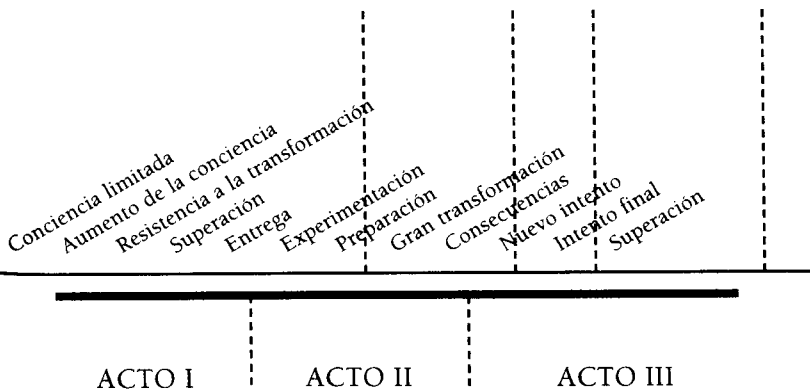 Conciencia limitada
Aumento de la conciencia
Resistencia a la transformación
Superación
Entrega
Experimentación
Preparación
Gran transformación
Consecuencias
Nuevo intento
Intento final
Superación
ACTO I
ACTO II
ACTO III